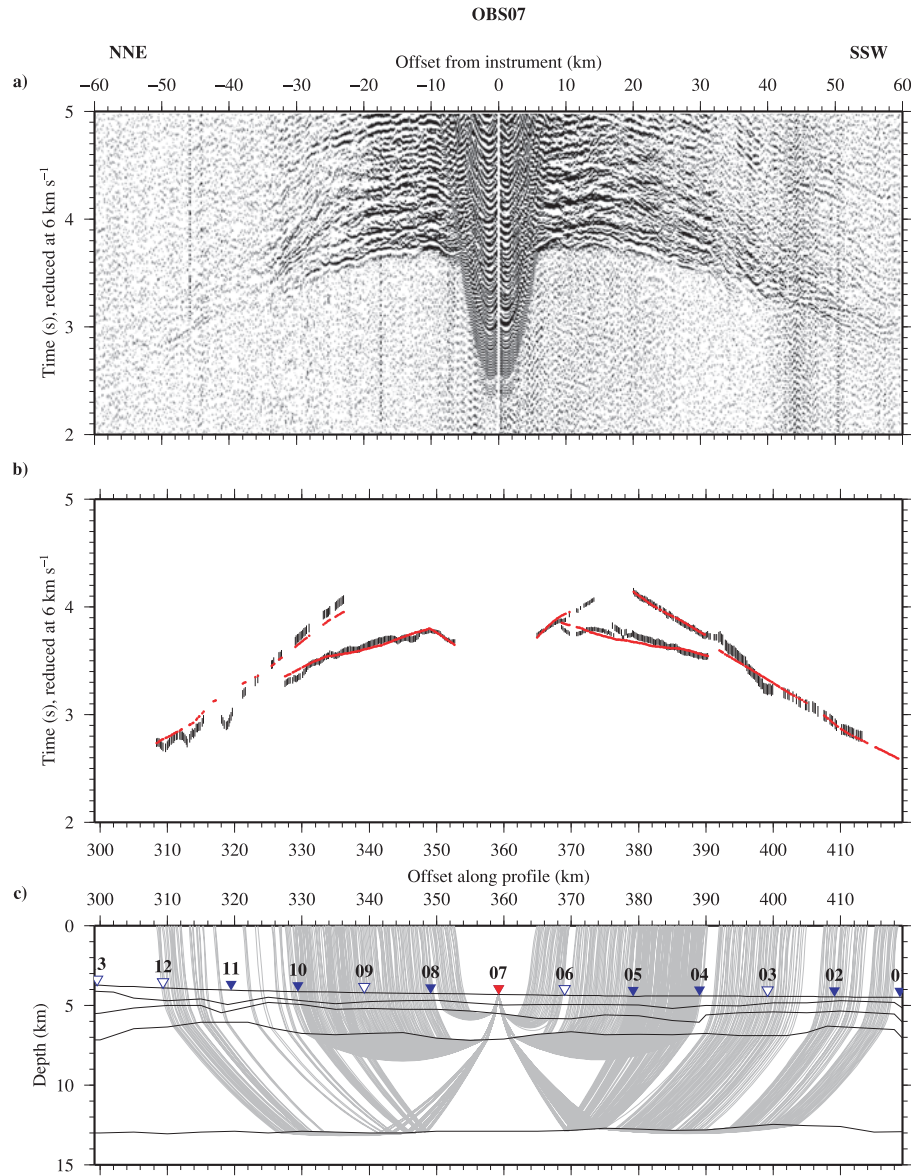 OBS07
NNE
SSW
Offset from instrument (km)
a)
−60 −50 −40 −30 −20 −10 0 10 20 30 40 50 60
5
4
3
2
Time (s), reduced at 6 km s⁻¹
b)
5
4
3
2
Time (s), reduced at 6 km s⁻¹
300 310 320 330 340 350 360 370 380 390 400 410
Offset along profile (km)
c)
300 310 320 330 340 350 360 370 380 390 400 410
0
5
10
15
Depth (km)
3 12 11 10 09 08 07 06 05 04 03 02 0